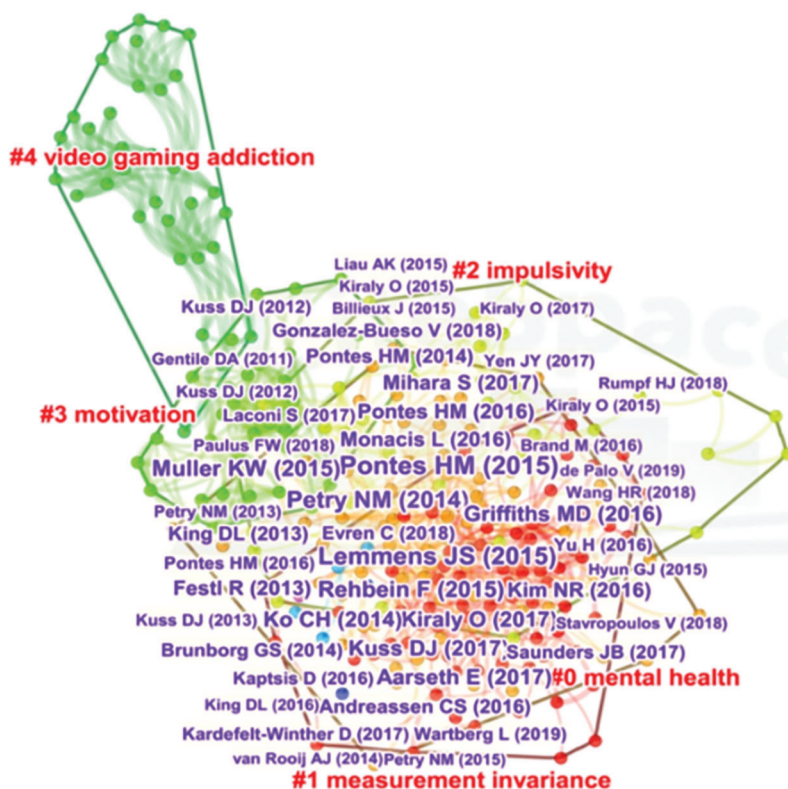 #4 video gaming addiction
Liau AK (2015)
#2 impulsivity
Kiraly O (2015)
Kuss DJ (2012)
Billieux J (2015)
Kiraly O (2017)
Gonzalez-Bueso V (2018)
Gentile DA (2011)
Pontes HM (2014)
Yen JY (2017)
Kuss DJ (2012)
Mihara S (2017)
Rumpf HJ (2018)
#3 motivation
Laconi S (2017)
Pontes HM (2016)
Kiraly O (2015)
Paulus FW (2018)
Monacis L (2016)
Brand M (2016)
Muller KW (2015)
Pontes HM (2015)
de Palo V (2019)
Petry NM (2013)
Petry NM (2014)
Wang HR (2018)
Griffiths MD (2016)
King DL (2013)
Evren C (2018)
Yu H (2016)
Pontes HM (2016)
Lemmens JS (2015)
Hyun GJ (2015)
Festl R (2013)
Rehbein F (2015)
Kim NR (2016)
Kuss DJ (2013)
Ko CH (2014)
Kiraly O (2017)
Stavropoulos V (2018)
Brunborg GS (2014)
Kuss DJ (2017)
Saunders JB (2017)
Kaptsis D (2016)
Aarseth E (2017)
#0 mental health
King DL (2016)
Andreassen CS (2016)
Kardefelt-Winther D (2017)
Wartberg L (2019)
van Rooij AJ (2014)
Petry NM (2015)
#1 measurement invariance